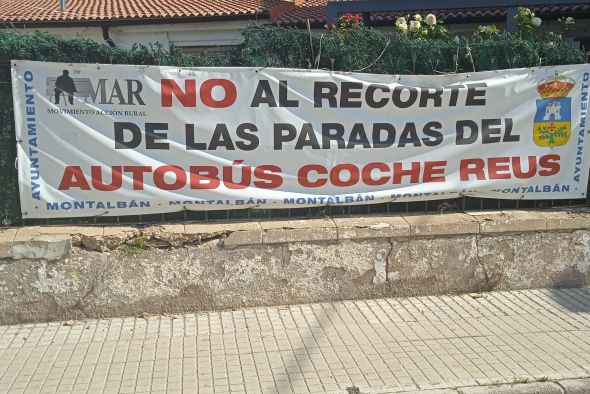 AYUNTAMIENTO
MAR
MOVIMIENTO ACCIÓN RURAL
NO AL RECORTE
DE LAS PARADAS DEL
AUTOBÚS COCHE REUS
AYUNTAMIENTO
· MONTALBÁN · MONTALBÁN · MONTALBÁN · MONTALBÁN · MONTALBÁN ·